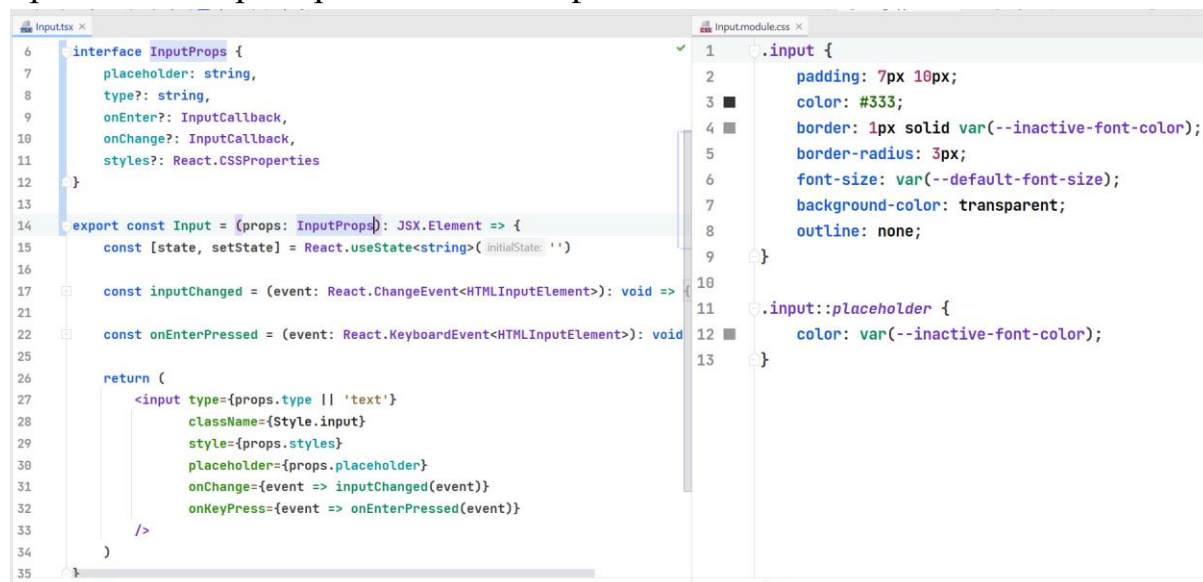 Input.tsx ×
6 interface InputProps {
7 placeholder: string,
8 type?: string,
9 onEnter?: InputCallback,
10 onChange?: InputCallback,
11 styles?: React.CSSProperties
12 }
13
14 export const Input = (props: InputProps): JSX.Element => {
15 const [state, setState] = React.useState<string>( initialState: '')
16
17 const inputChanged = (event: React.ChangeEvent<HTMLInputElement>): void => {
21
22 const onEnterPressed = (event: React.KeyboardEvent<HTMLInputElement>): void
25
26 return (
27 <input type={props.type || 'text'}
28 className={Style.input}
29 style={props.styles}
30 placeholder={props.placeholder}
31 onChange={event => inputChanged(event)}
32 onKeyPress={event => onEnterPressed(event)}
33 />
34 )
35 }
Input.module.css ×
1 .input {
2 padding: 7px 10px;
3 color: #333;
4 border: 1px solid var(--inactive-font-color);
5 border-radius: 3px;
6 font-size: var(--default-font-size);
7 background-color: transparent;
8 outline: none;
9 }
10
11 .input::placeholder {
12 color: var(--inactive-font-color);
13 }